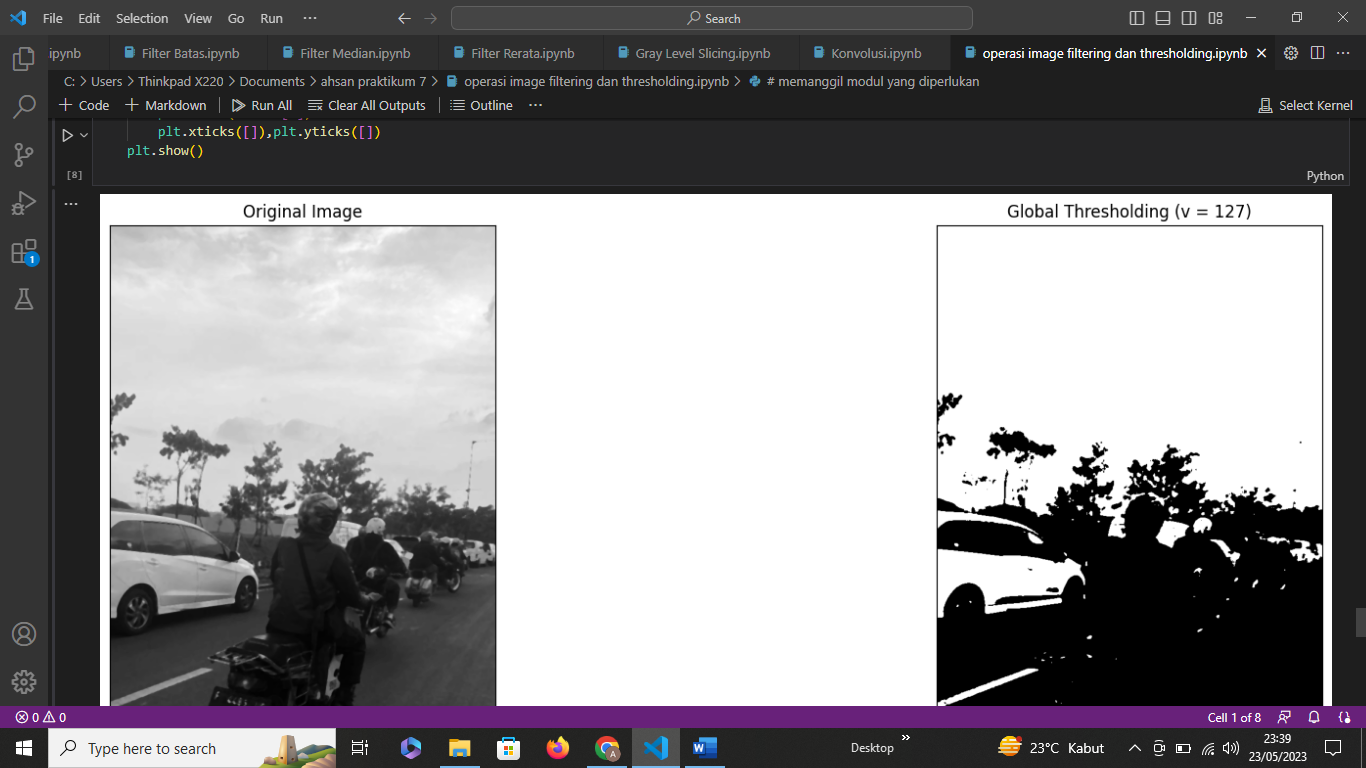 File Edit Selection View Go Run ··· Search
ipynb Filter Batas.ipynb Filter Median.ipynb Filter Rerata.ipynb Gray Level Slicing.ipynb Konvolusi.ipynb operasi image filtering dan thresholding.ipynb
C: > Users > Thinkpad X220 > Documents > ahsan praktikum 7 > operasi image filtering dan thresholding.ipynb > # memanggil modul yang diperlukan
+ Code + Markdown Run All Clear All Outputs Outline ··· Select Kernel
plt.xticks([]),plt.yticks([])
plt.show()
[8] Python
Original Image Global Thresholding (v = 127)
1
0 0 Cell 1 of 8
Type here to search Desktop 23°C Kabut 23:39
23/05/2023